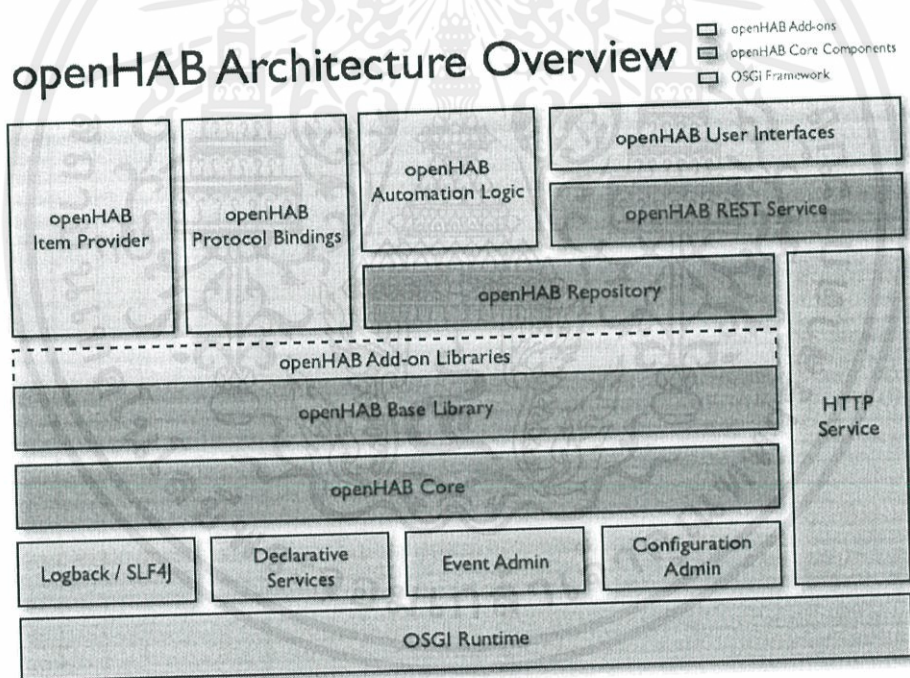 openHAB Architecture Overview
openHAB Add-ons
openHAB Core Components
OSGi Framework
openHAB
Item Provider
openHAB
Protocol Bindings
openHAB
Automation Logic
openHAB User Interfaces
openHAB REST Service
openHAB Repository
openHAB Add-on Libraries
openHAB Base Library
HTTP
Service
openHAB Core
Logback / SLF4J
Declarative
Services
Event Admin
Configuration
Admin
OSGI Runtime